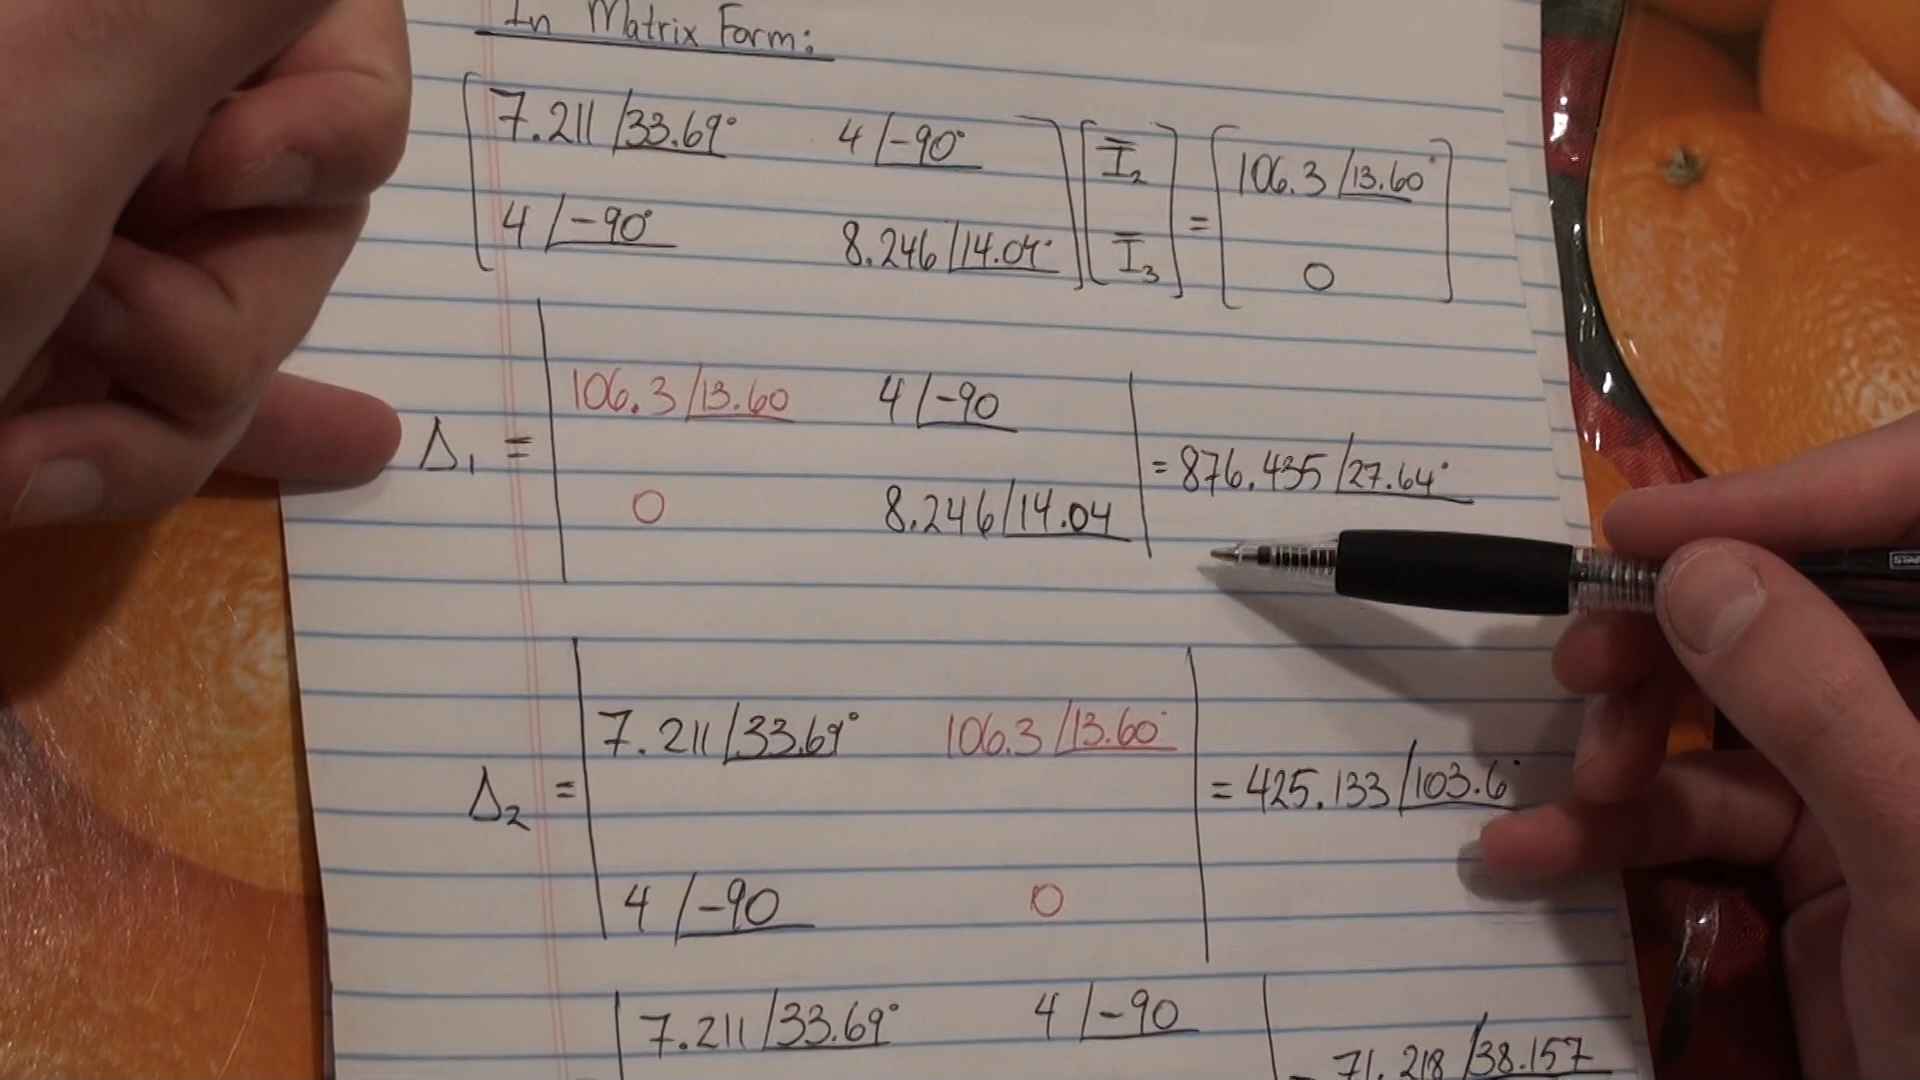 In Matrix Form:
7.211 /33.69° 4 /-90° I̅₂ 106.3 /13.60°
=
4 /-90° 8.246 /14.04° I̅₃ 0
106.3 /13.60 4 /-90
Δ₁ = = 876.435 /27.64°
0 8.246 /14.04
7.211 /33.69° 106.3 /13.60°
Δ₂ = = 425.133 /103.6°
4 /-90 0
7.211 /33.69° 4 /-90
= 71.218 /38.157